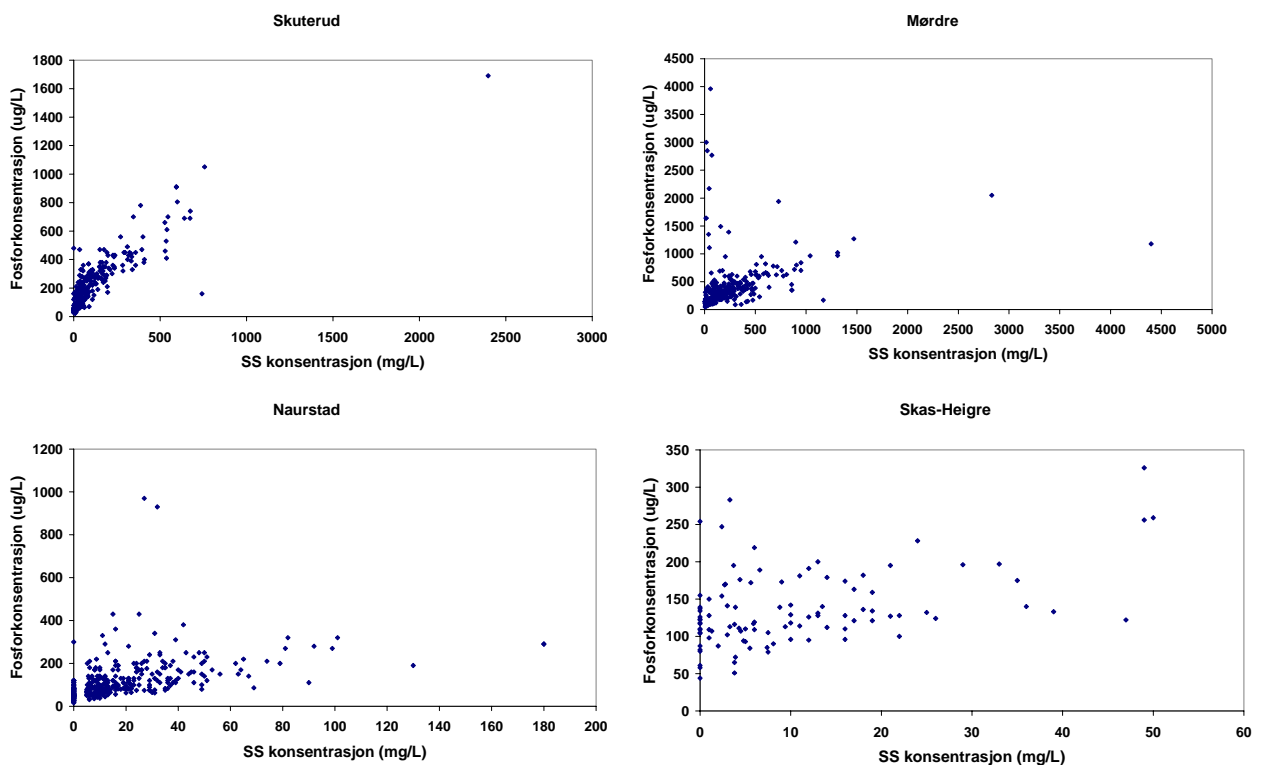 Skuterud
Fosforkonsentrasjon (ug/L)
1800
1600
1400
1200
1000
800
600
400
200
0
0 500 1000 1500 2000 2500 3000
SS konsentrasjon (mg/L)
Mørdre
Fosforkonsentrasjon (ug/L)
4500
4000
3500
3000
2500
2000
1500
1000
500
0
0 500 1000 1500 2000 2500 3000 3500 4000 4500 5000
SS konsentrasjon (mg/L)
Naurstad
Fosforkonsentrasjon (ug/L)
1200
1000
800
600
400
200
0
0 20 40 60 80 100 120 140 160 180 200
SS konsentrasjon (mg/L)
Skas-Heigre
Fosforkonsentrasjon (ug/L)
350
300
250
200
150
100
50
0
0 10 20 30 40 50 60
SS konsentrasjon (mg/L)